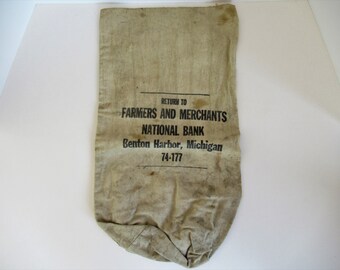 RETURN TO
FARMERS AND MERCHANTS
NATIONAL BANK
Benton Harbor, Michigan
74-177